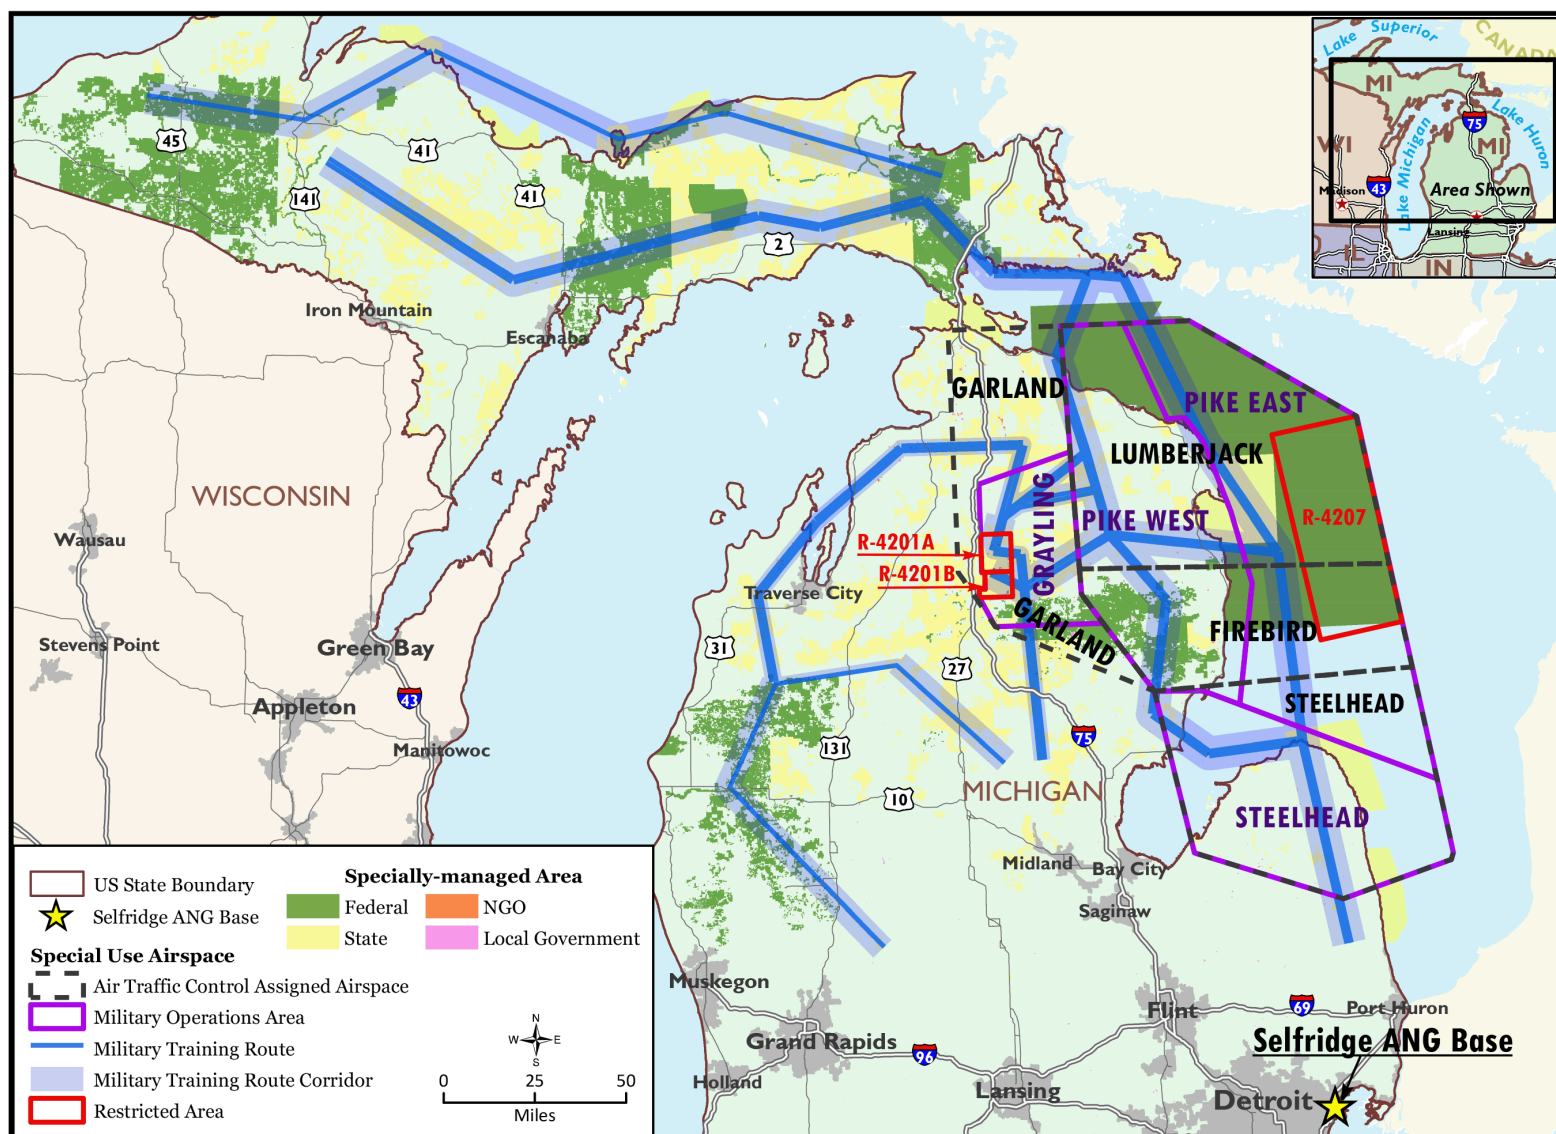 Lake Superior
CANADA
MI
WI
Lake Michigan
75
Lake Huron
MI
43
Madison
Area Shown
Lansing
IL
IN
45
41
141
41
2
Iron Mountain
Escanaba
GARLAND
PIKE EAST
LUMBERJACK
WISCONSIN
GRAYLING
PIKE WEST
R-4207
R-4201A
R-4201B
Wausau
Traverse City
GARLAND
FIREBIRD
Stevens Point
Green Bay
31
27
43
Appleton
STEELHEAD
Manitowoc
131
75
10
MICHIGAN
STEELHEAD
Midland
Bay City
Saginaw
Muskegon
Flint
69
Port Huron
Grand Rapids
96
Selfridge ANG Base
Holland
Lansing
Detroit
US State Boundary
Selfridge ANG Base
Specially-managed Area
Federal
NGO
State
Local Government
Special Use Airspace
Air Traffic Control Assigned Airspace
Military Operations Area
Military Training Route
Military Training Route Corridor
Restricted Area
N
W
E
S
0 25 50
Miles